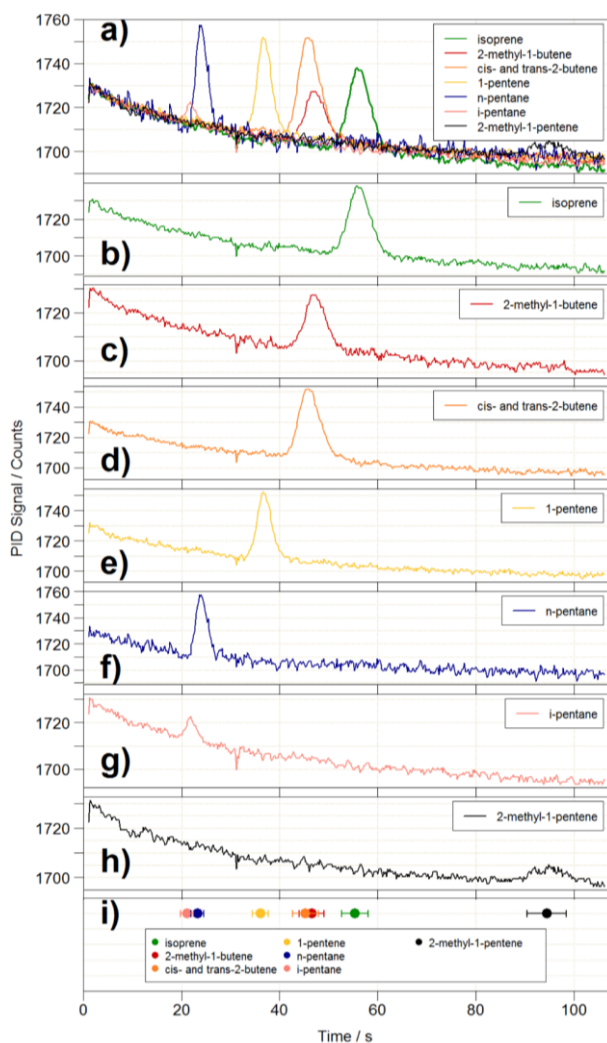 a)
1760
1740
1720
1700
isoprene
2-methyl-1-butene
cis- and trans-2-butene
1-pentene
n-pentane
i-pentane
2-methyl-1-pentene
b)
1720
1700
isoprene
c)
1720
1700
2-methyl-1-butene
d)
1740
1720
1700
cis- and trans-2-butene
PID Signal / Counts
e)
1740
1720
1700
1-pentene
f)
1760
1740
1720
1700
n-pentane
g)
1720
1700
i-pentane
h)
1720
1700
2-methyl-1-pentene
i)
isoprene 1-pentene 2-methyl-1-pentene
2-methyl-1-butene n-pentane
cis- and trans-2-butene i-pentane
0 20 40 60 80 100
Time / s